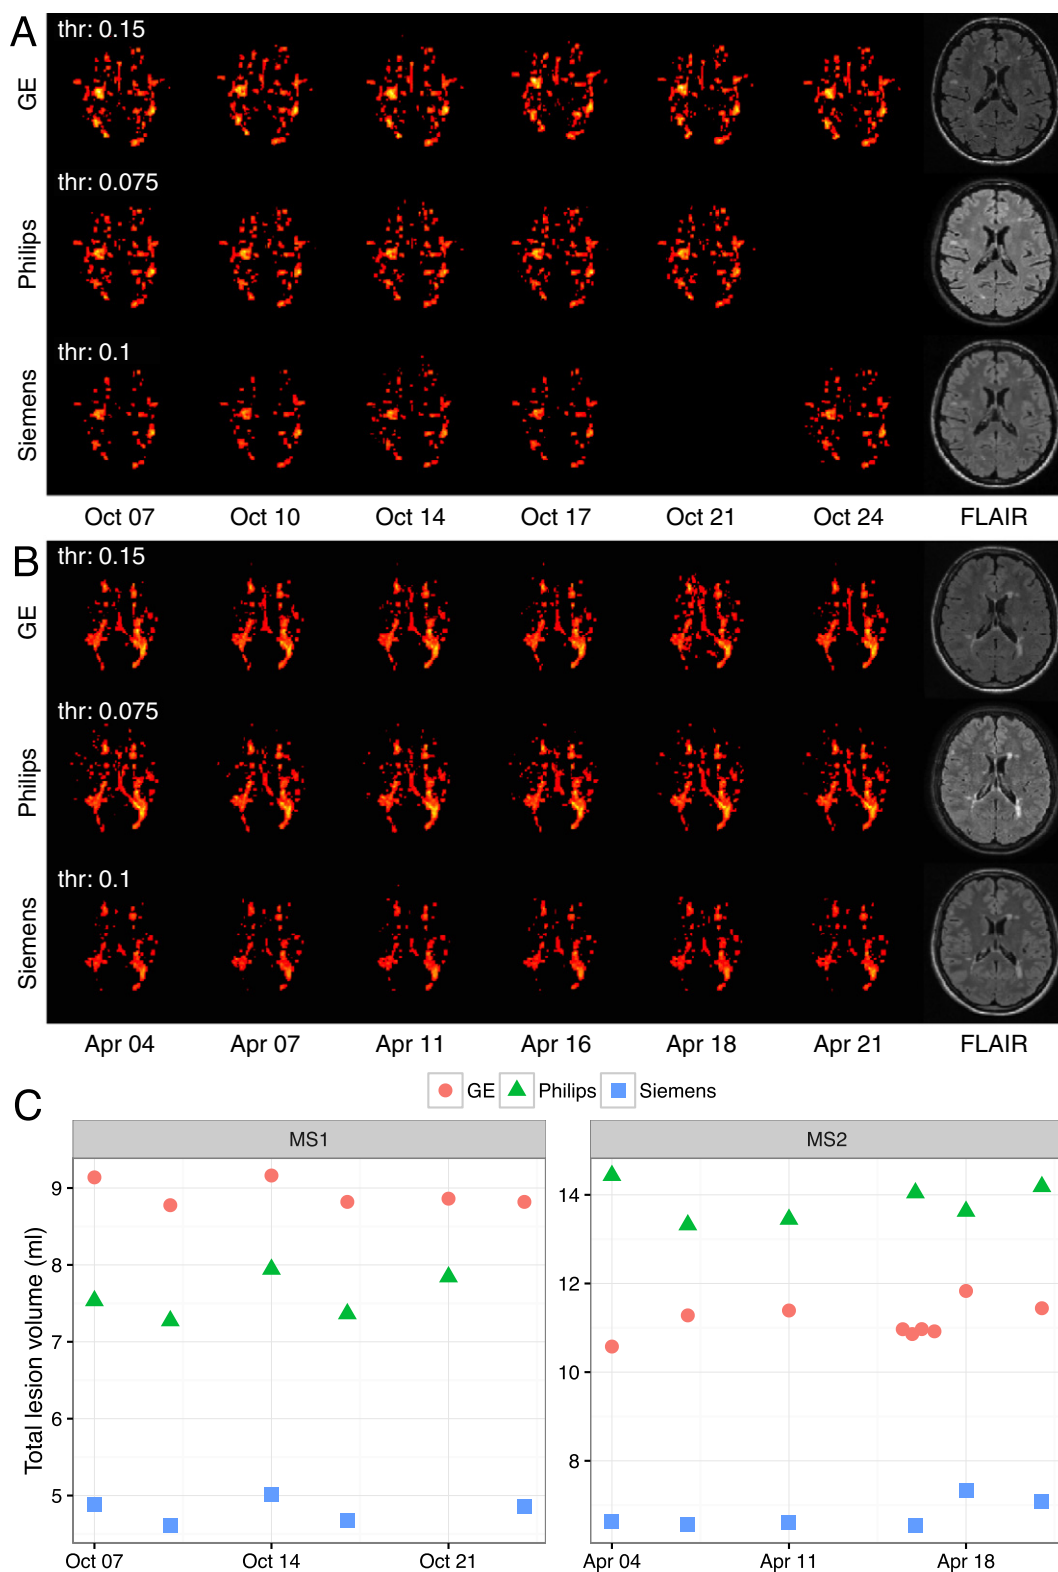 A
thr: 0.15
GE
thr: 0.075
Philips
thr: 0.1
Siemens
Oct 07 Oct 10 Oct 14 Oct 17 Oct 21 Oct 24 FLAIR
B
thr: 0.15
GE
thr: 0.075
Philips
thr: 0.1
Siemens
Apr 04 Apr 07 Apr 11 Apr 16 Apr 18 Apr 21 FLAIR
C
GE Philips Siemens
MS1 MS2
Total lesion volume (ml)
9
8
7
6
5
Oct 07 Oct 14 Oct 21
14
12
10
8
Apr 04 Apr 11 Apr 18